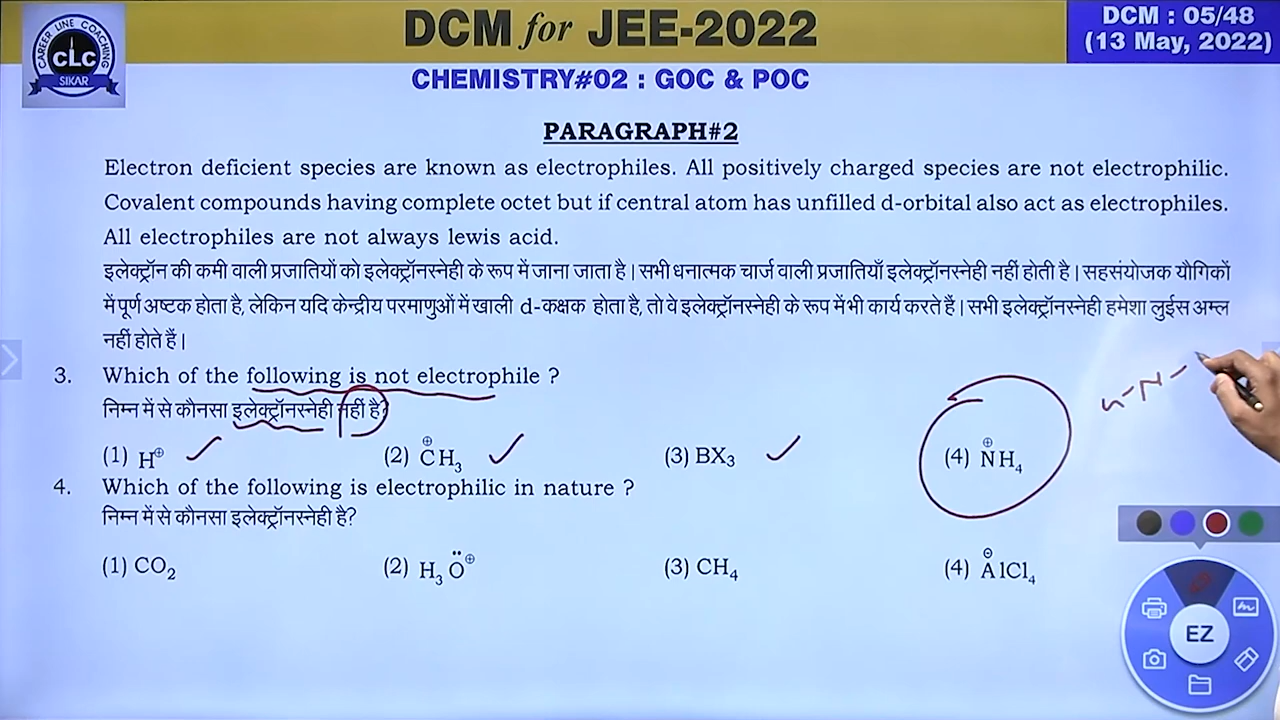 CAREER LINE COACHING
CLC
SIKAR
DCM for JEE-2022
DCM : 05/48
(13 May, 2022)
CHEMISTRY#02 : GOC & POC
PARAGRAPH#2
Electron deficient species are known as electrophiles. All positively charged species are not electrophilic.
Covalent compounds having complete octet but if central atom has unfilled d-orbital also act as electrophiles.
All electrophiles are not always lewis acid.
इलेक्ट्रॉन की कमी वाली प्रजातियों को इलेक्ट्रॉनस्नेही के रूप में जाना जाता है। सभी धनात्मक चार्ज वाली प्रजातियाँ इलेक्ट्रॉनस्नेही नहीं होती है। सहसंयोजक यौगिकों
में पूर्ण अष्टक होता है, लेकिन यदि केन्द्रीय परमाणुओं में खाली d-कक्षक होता है, तो वे इलेक्ट्रॉनस्नेही के रूप में भी कार्य करते हैं। सभी इलेक्ट्रॉनस्नेही हमेशा लुईस अम्ल
नहीं होते हैं।
3. Which of the following is not electrophile ?
निम्न में से कौनसा इलेक्ट्रॉनस्नेही नहीं है?
(1) H⊕ (2) C⊕H₃ (3) BX₃ (4) N⊕H₄
4. Which of the following is electrophilic in nature ?
निम्न में से कौनसा इलेक्ट्रॉनस्नेही है?
(1) CO₂ (2) H₃Ö⊕ (3) CH₄ (4) A⊖lCl₄
EZ